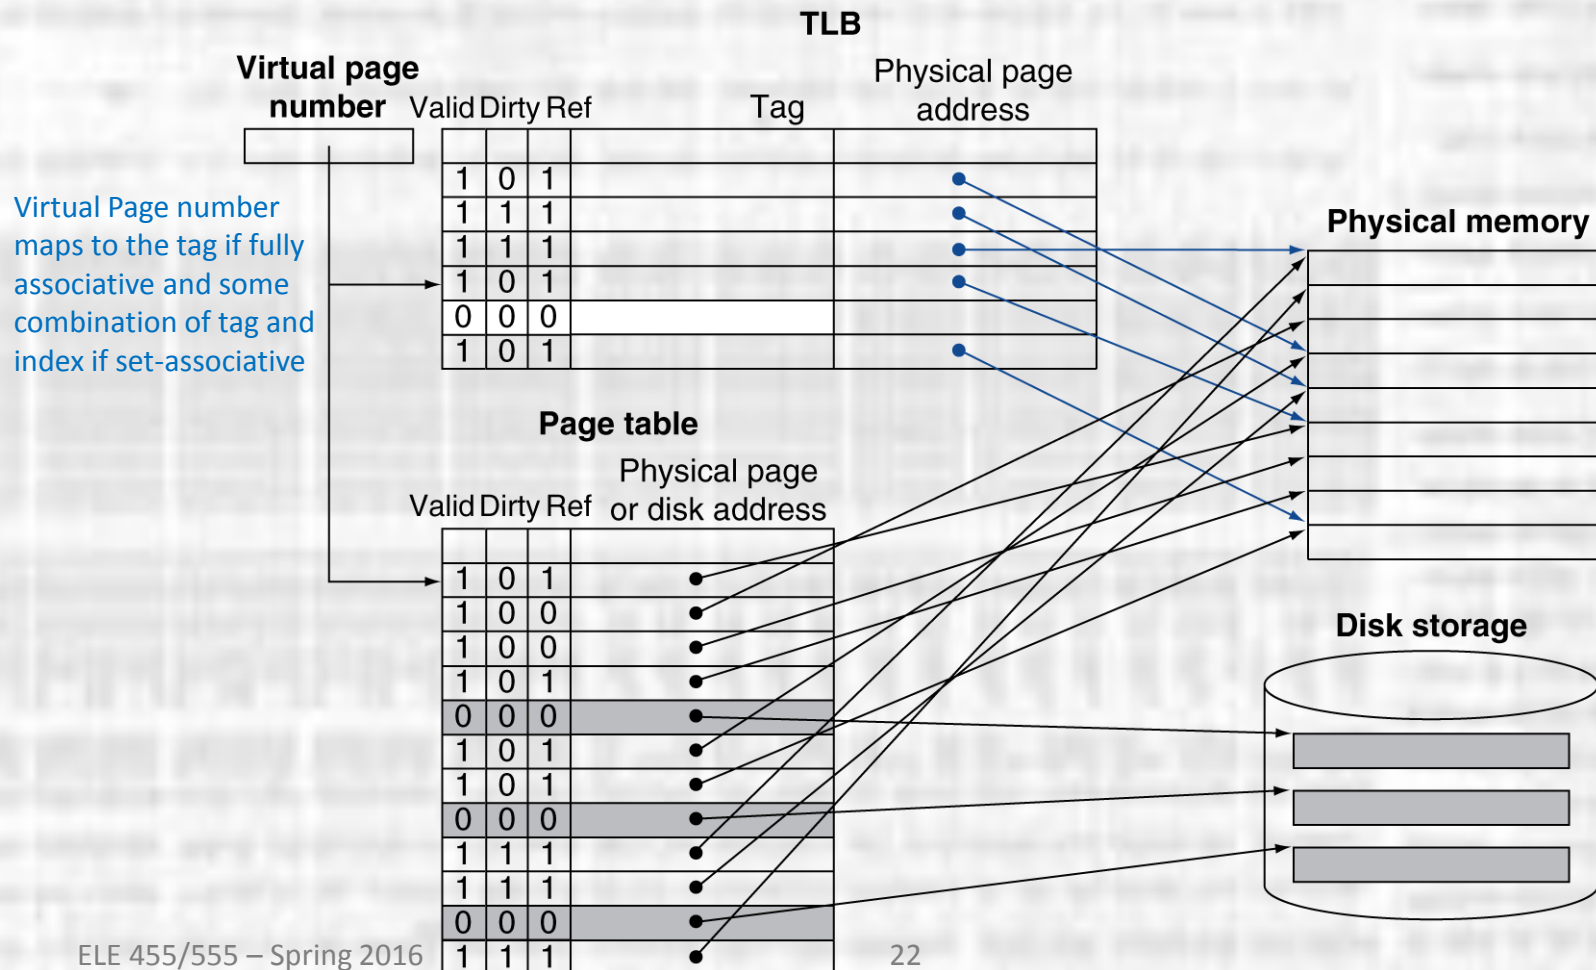 TLB
Virtual page
number
Valid Dirty Ref
Tag
Physical page
address
1 0 1
1 1 1
1 1 1
1 0 1
0 0 0
1 0 1
Virtual Page number
maps to the tag if fully
associative and some
combination of tag and
index if set-associative
Physical memory
Page table
Physical page
or disk address
Valid Dirty Ref
1 0 1
1 0 0
1 0 0
1 0 1
0 0 0
1 0 1
1 0 1
0 0 0
1 1 1
1 1 1
0 0 0
1 1 1
Disk storage
ELE 455/555 – Spring 2016
22